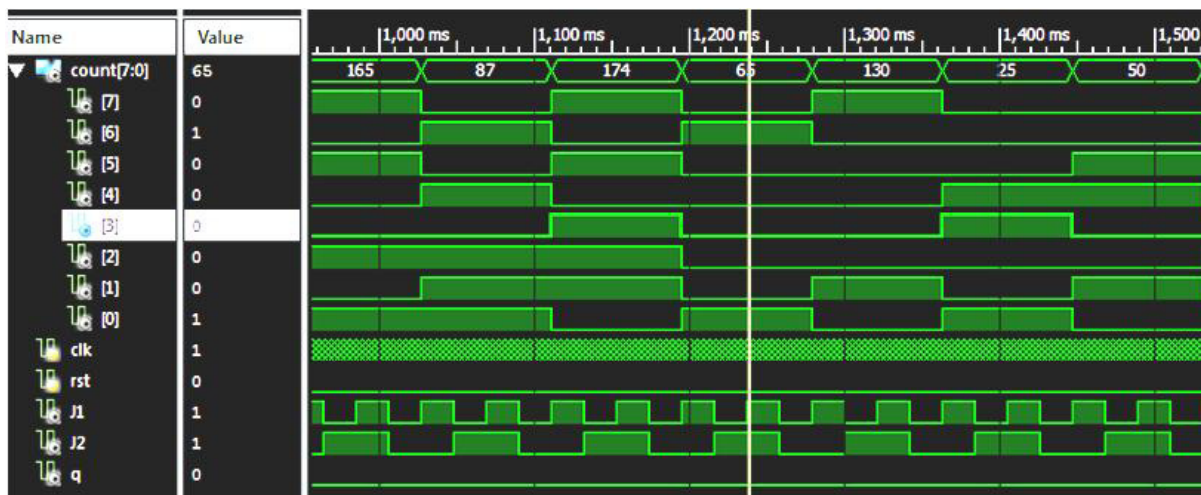 Name Value 1,000 ms 1,100 ms 1,200 ms 1,300 ms 1,400 ms 1,500
count[7:0] 65 165 87 174 65 130 25 50
[7] 0
[6] 1
[5] 0
[4] 0
[3] 0
[2] 0
[1] 0
[0] 1
clk 1
rst 0
J1 1
J2 1
q 0